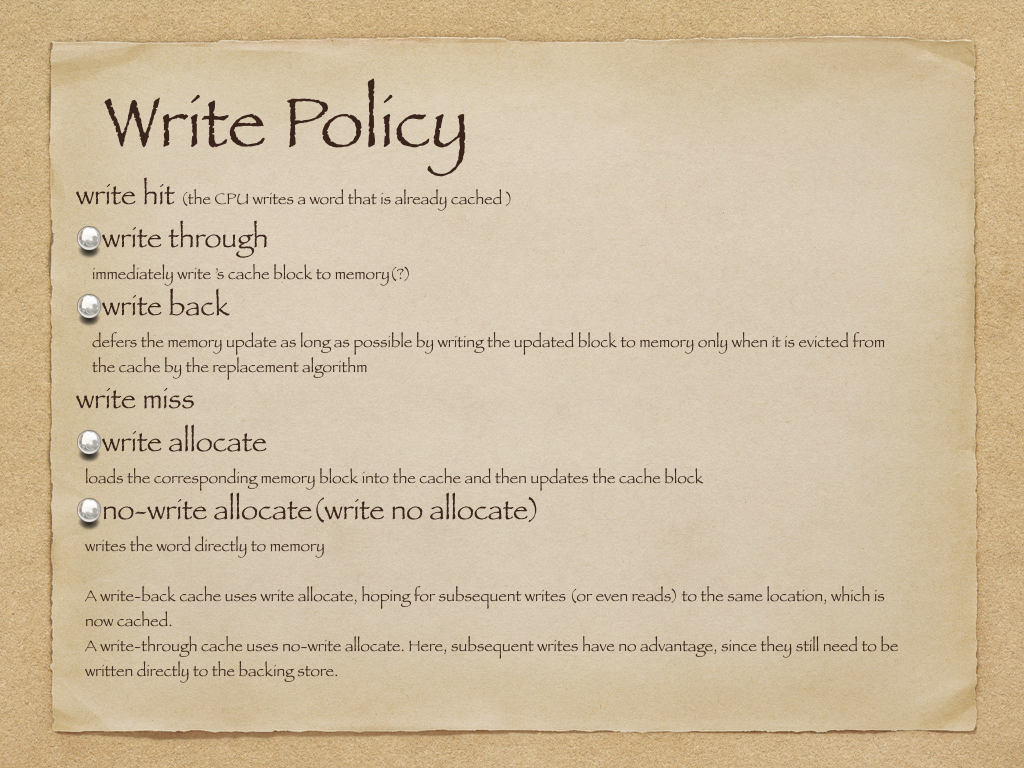 Write Policy
write hit (the CPU writes a word that is already cached )
write through
immediately write 's cache block to memory(?)
write back
defers the memory update as long as possible by writing the updated block to memory only when it is evicted from
the cache by the replacement algorithm
write miss
write allocate
loads the corresponding memory block into the cache and then updates the cache block
no-write allocate(write no allocate)
writes the word directly to memory
A write-back cache uses write allocate, hoping for subsequent writes (or even reads) to the same location, which is
now cached.
A write-through cache uses no-write allocate. Here, subsequent writes have no advantage, since they still need to be
written directly to the backing store.